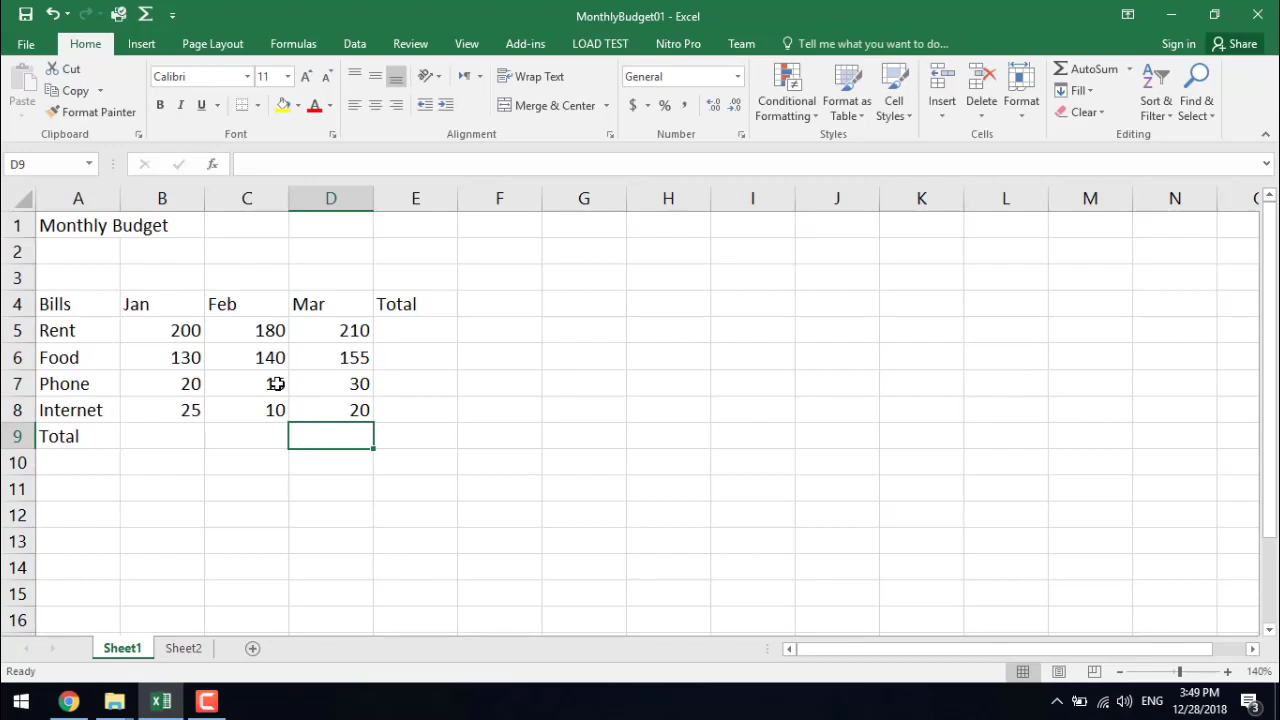 MonthlyBudget01 - Excel
File Home Insert Page Layout Formulas Data Review View Add-ins LOAD TEST Nitro Pro Team Tell me what you want to do... Sign in Share
Paste Cut Copy Format Painter Clipboard
Calibri 11 B I U A Font
Wrap Text Merge & Center Alignment
General $ % , Number
Conditional Formatting Format as Table Cell Styles Styles
Insert Delete Format Cells
AutoSum Fill Clear Sort & Filter Find & Select Editing
D9 fx
A B C D E F G H I J K L M N
1 Monthly Budget
2
3
4 Bills Jan Feb Mar Total
5 Rent 200 180 210
6 Food 130 140 155
7 Phone 20 30
8 Internet 25 10 20
9 Total
10
11
12
13
14
15
16
Sheet1 Sheet2
Ready 140%
ENG 3:49 PM
12/28/2018 3